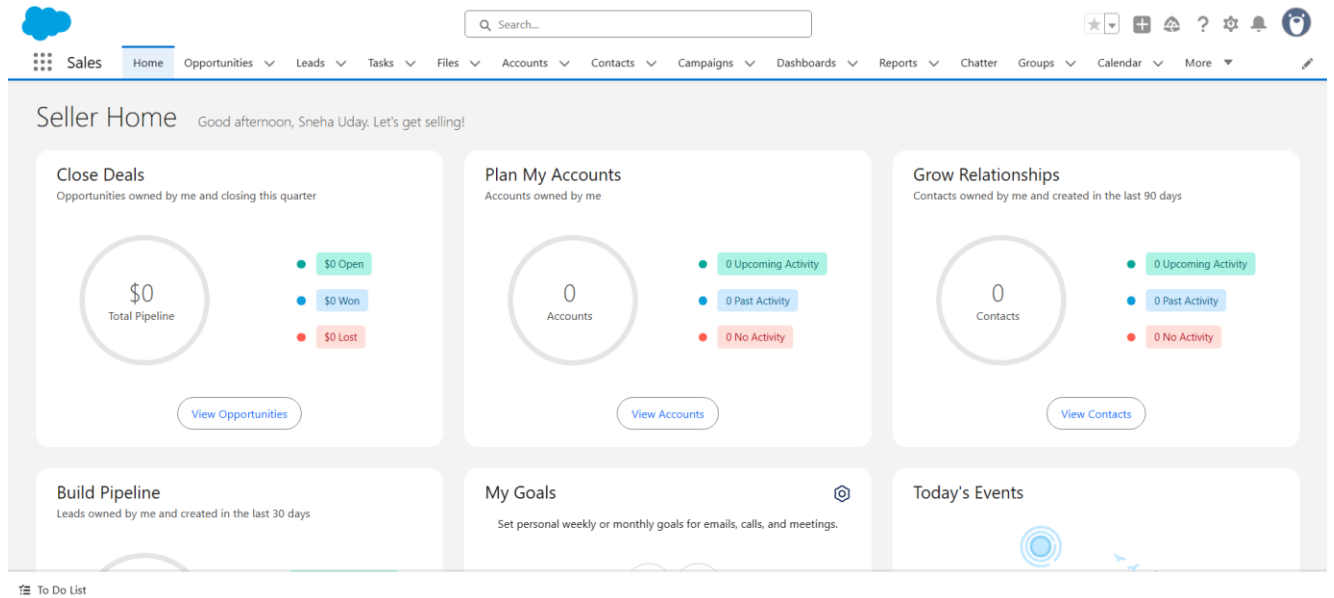 Search...
Sales Home Opportunities Leads Tasks Files Accounts Contacts Campaigns Dashboards Reports Chatter Groups Calendar More
Seller Home Good afternoon, Sneha Uday. Let's get selling!
Close Deals
Opportunities owned by me and closing this quarter
$0
Total Pipeline
$0 Open
$0 Won
$0 Lost
View Opportunities
Plan My Accounts
Accounts owned by me
0
Accounts
0 Upcoming Activity
0 Past Activity
0 No Activity
View Accounts
Grow Relationships
Contacts owned by me and created in the last 90 days
0
Contacts
0 Upcoming Activity
0 Past Activity
0 No Activity
View Contacts
Build Pipeline
Leads owned by me and created in the last 30 days
My Goals
Set personal weekly or monthly goals for emails, calls, and meetings.
Today's Events
To Do List